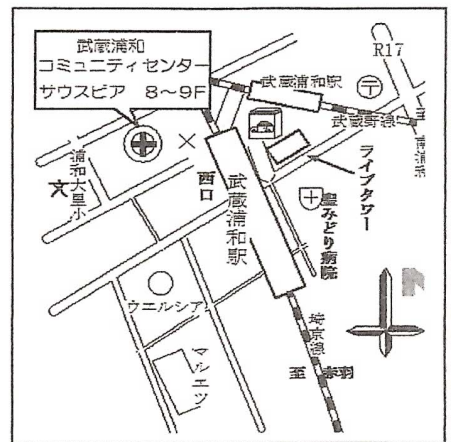 武蔵浦和
コミュニティセンター
サウスピア 8～9F
R17
武蔵浦和駅
〒
武蔵野線
ライブタワー
浦和大里小
文
西口
武蔵浦和駅
みどり病院
ウエルシア
マルエツ
埼京線
至 赤羽